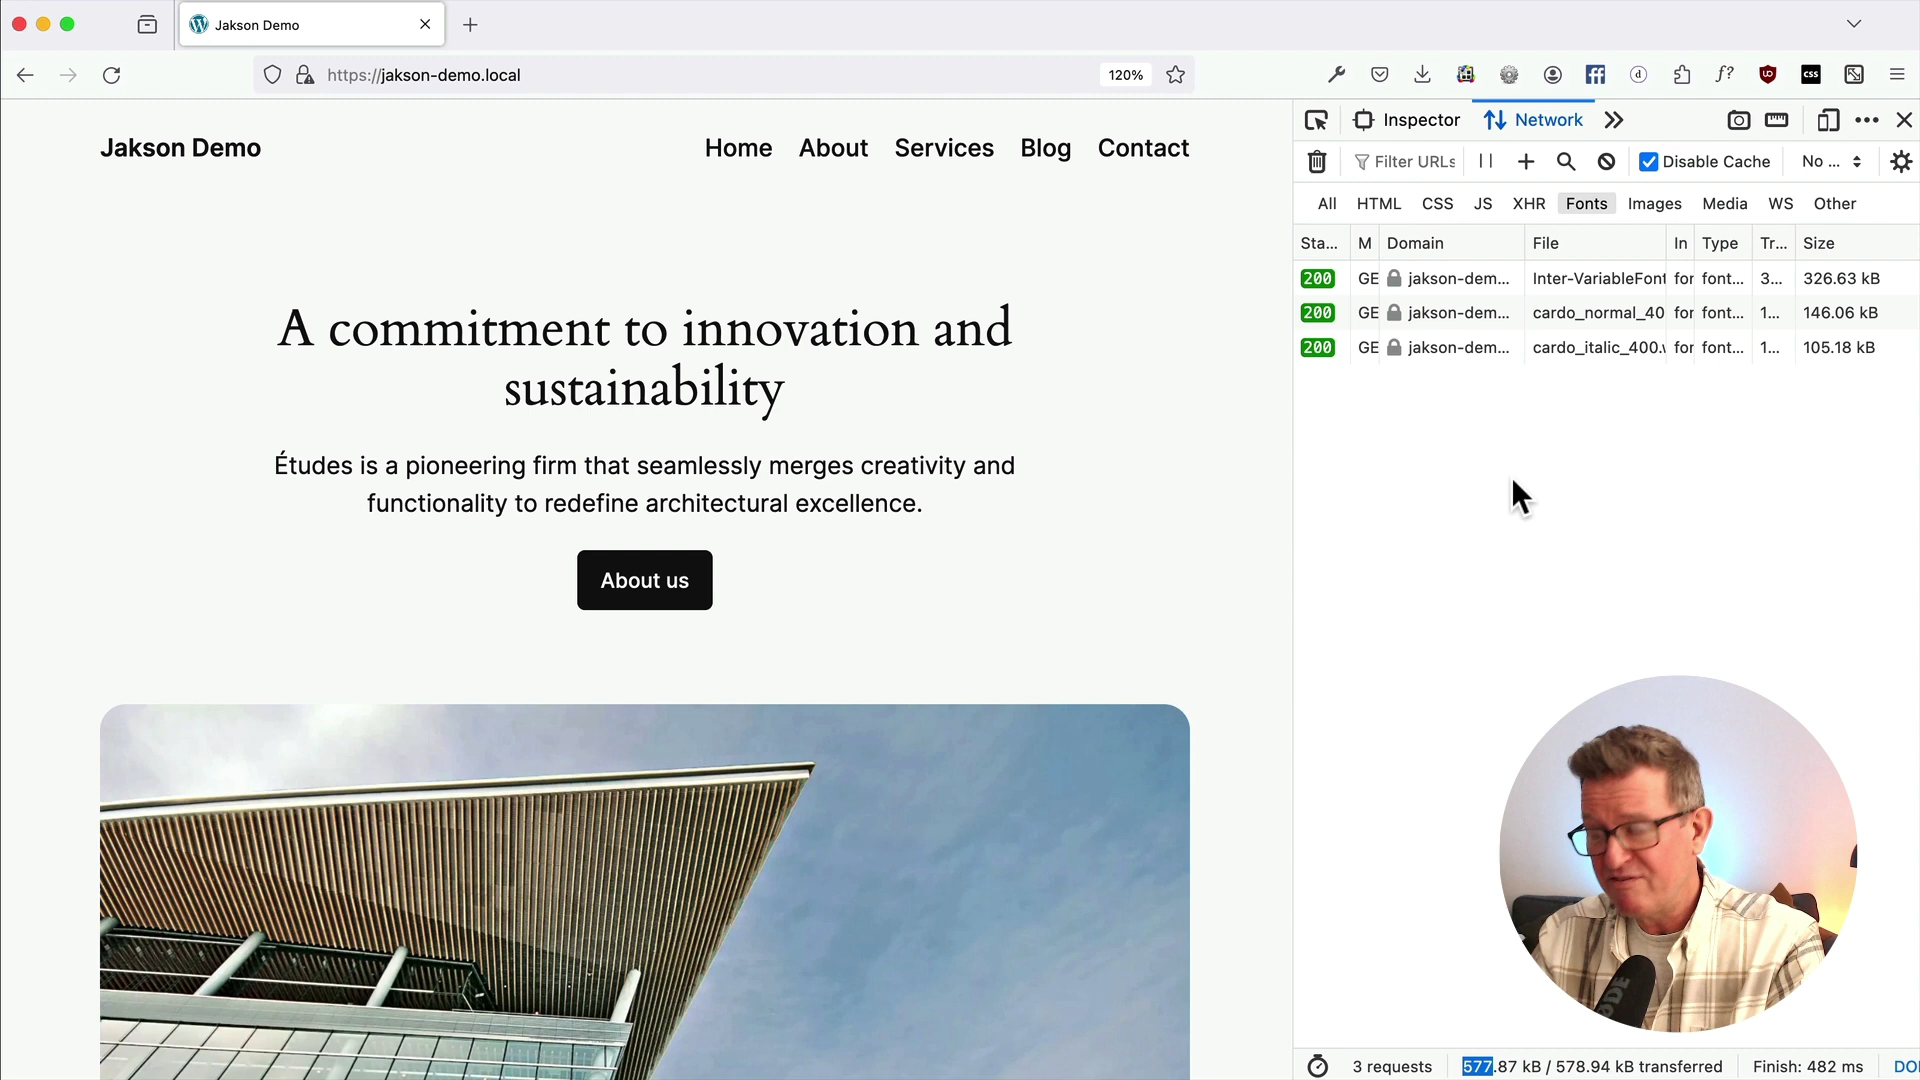 Jakson Demo
https://jakson-demo.local
120%
f?
css
Jakson Demo
Home About Services Blog Contact
A commitment to innovation and
sustainability
Études is a pioneering firm that seamlessly merges creativity and
functionality to redefine architectural excellence.
About us
Inspector Network
Filter URLs
Disable Cache
No ...
All HTML CSS JS XHR Fonts Images Media WS Other
Sta... M Domain File In Type Tr... Size
200 GE jakson-dem... Inter-VariableFont for font... 3... 326.63 kB
200 GE jakson-dem... cardo_normal_40 for font... 1... 146.06 kB
200 GE jakson-dem... cardo_italic_400. for font... 1... 105.18 kB
3 requests 577.87 kB / 578.94 kB transferred Finish: 482 ms DO